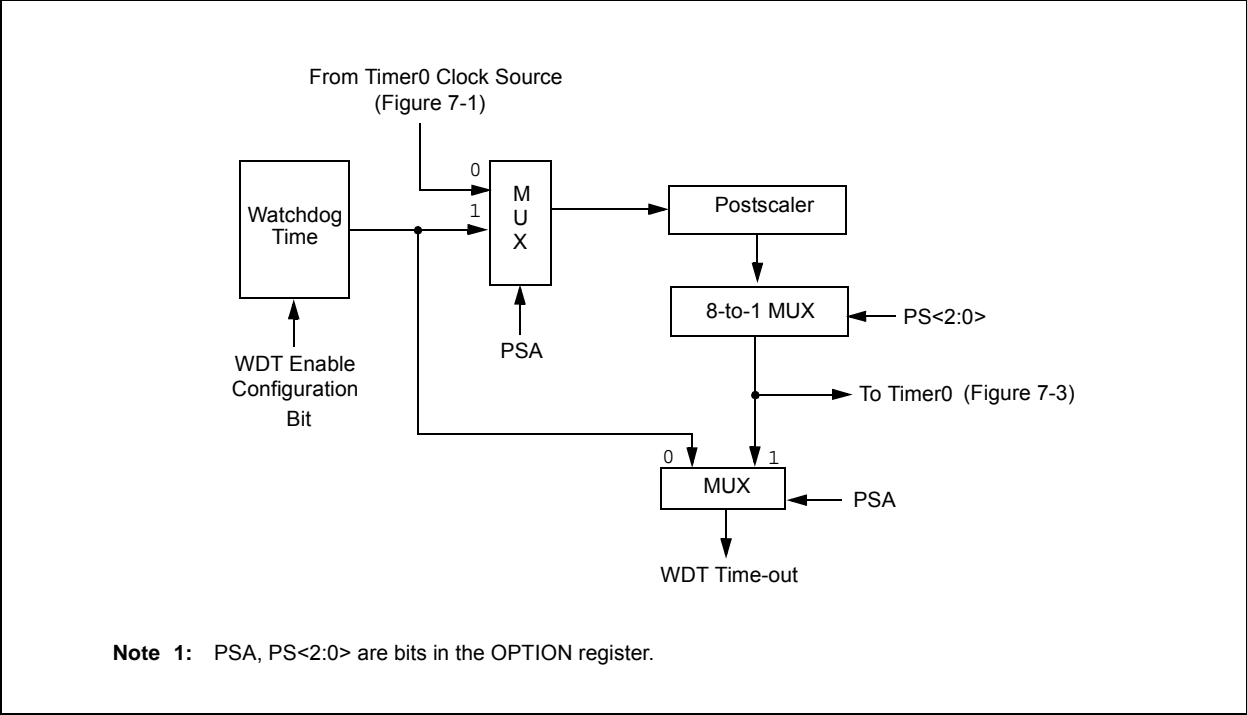 From Timer0 Clock Source
(Figure 7-1)
0
1
M
U
X
Postscaler
Watchdog
Time
8-to-1 MUX
PS<2:0>
PSA
WDT Enable
Configuration
Bit
To Timer0 (Figure 7-3)
0
1
MUX
PSA
WDT Time-out
Note 1: PSA, PS<2:0> are bits in the OPTION register.